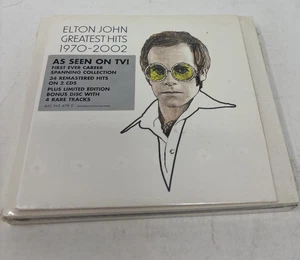 ELTON JOHN
GREATEST HITS
1970-2002
AS SEEN ON TV!
FIRST EVER CAREER
SPANNING COLLECTION
34 REMASTERED HITS
ON 2 CDS
PLUS LIMITED EDITION
BONUS DISC WITH
4 RARE TRACKS